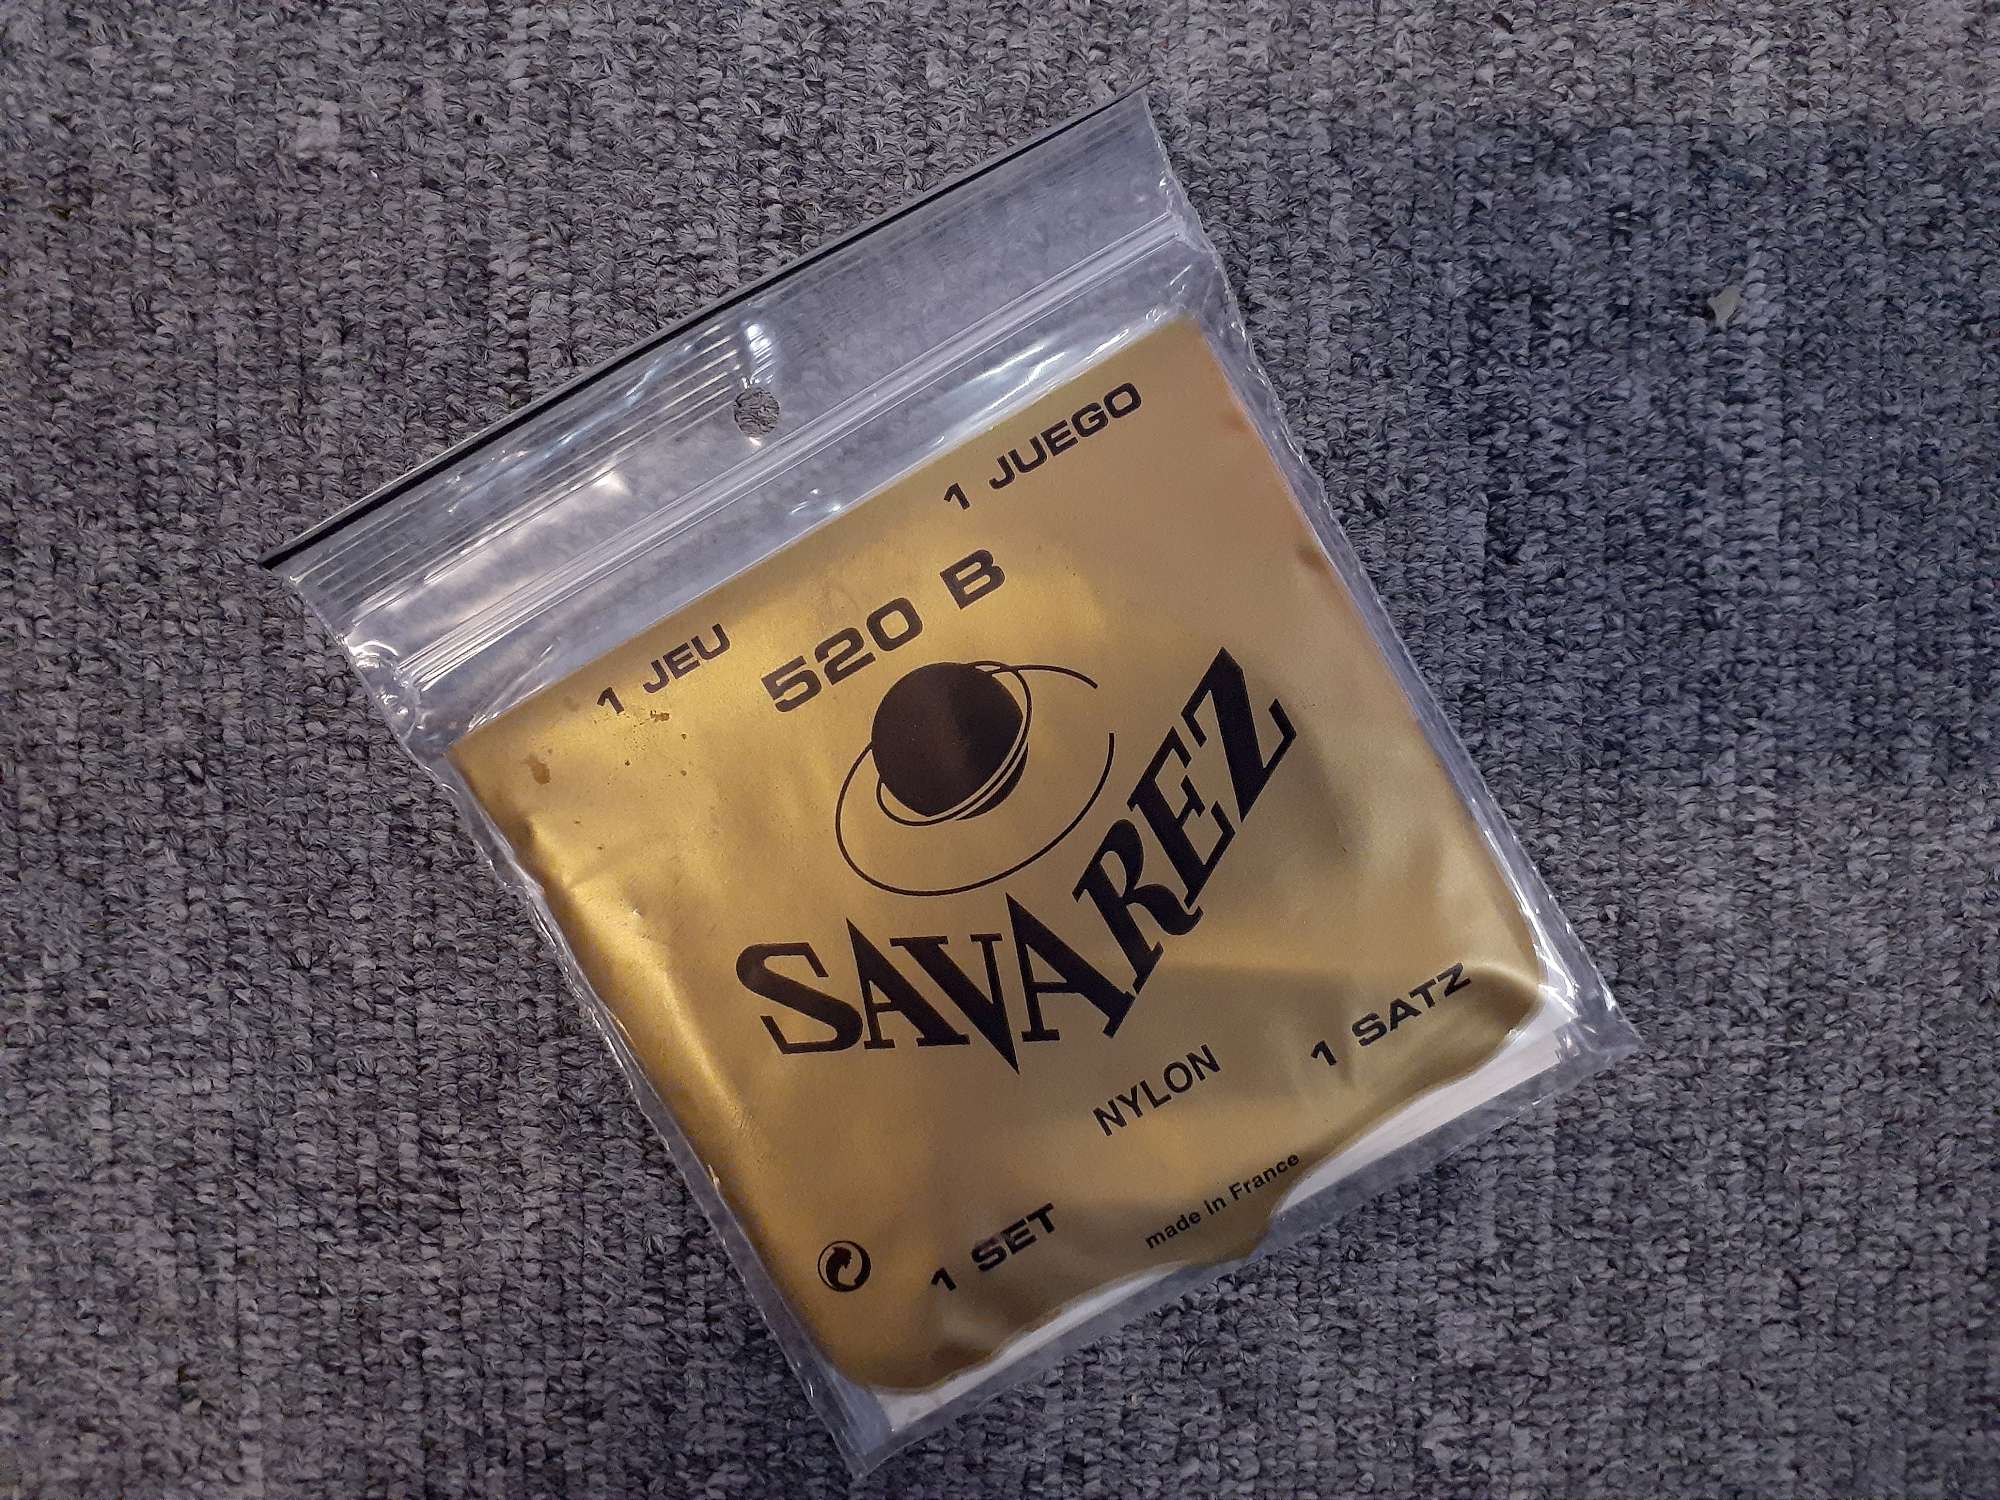 1 JEU
1 JUEGO
520 B
SAVAREZ
NYLON
1 SATZ
1 SET
made in France